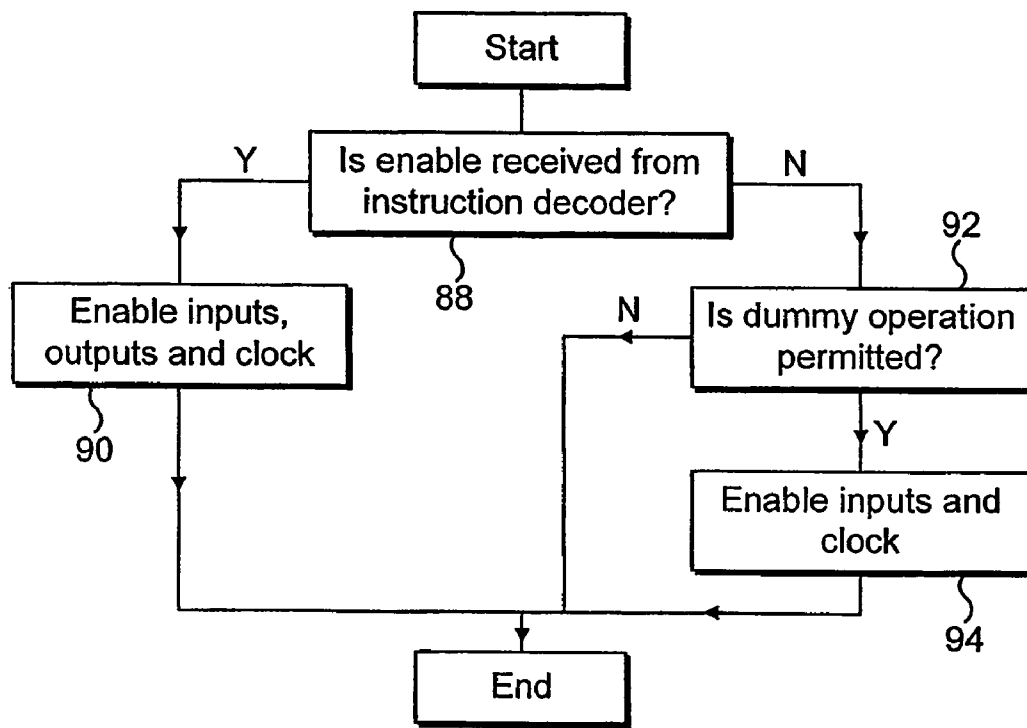 Start
Y
Is enable received from
instruction decoder?
N
88
92
Enable inputs,
outputs and clock
90
N
Is dummy operation
permitted?
Y
Enable inputs and
clock
94
End